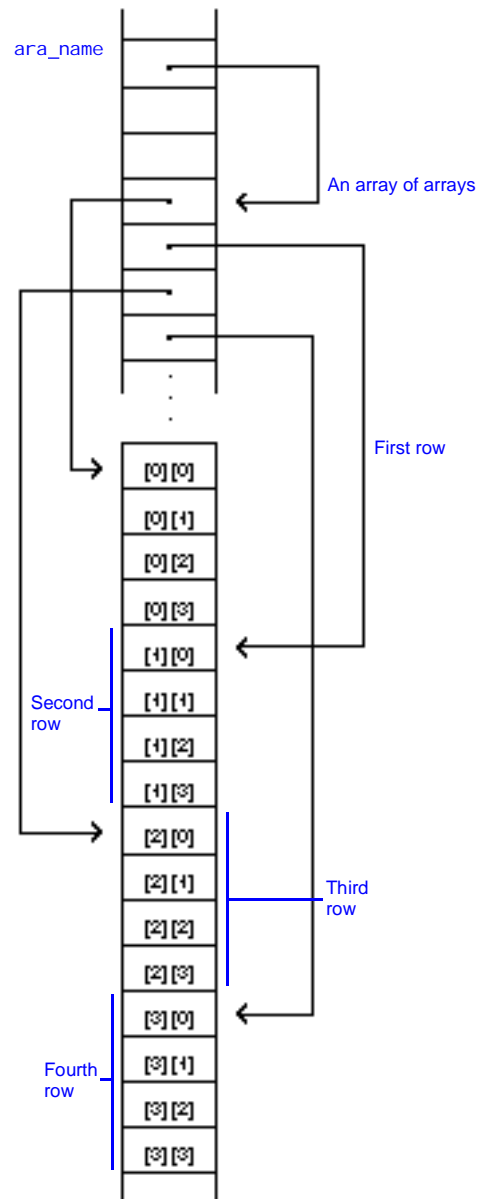 ara_name
An array of arrays
First row
[0][0]
[0][1]
[0][2]
[0][3]
[1][0]
Second
row
[1][1]
[1][2]
[1][3]
[2][0]
[2][1]
Third
row
[2][2]
[2][3]
[3][0]
[3][1]
Fourth
row
[3][2]
[3][3]